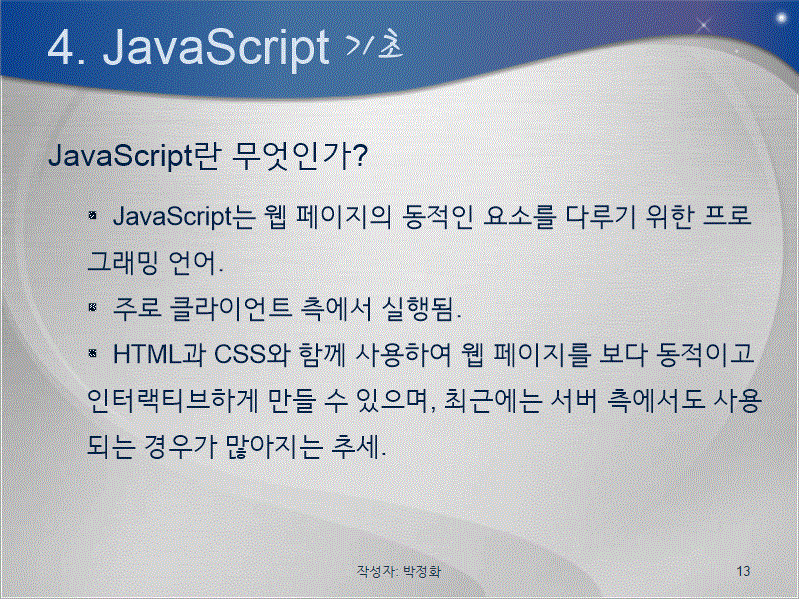 4. JavaScript 기초
JavaScript란 무엇인가?
▪ JavaScript는 웹 페이지의 동적인 요소를 다루기 위한 프로
그래밍 언어.
▪ 주로 클라이언트 측에서 실행됨.
▪ HTML과 CSS와 함께 사용하여 웹 페이지를 보다 동적이고
인터랙티브하게 만들 수 있으며, 최근에는 서버 측에서도 사용
되는 경우가 많아지는 추세.
작성자: 박정화
13